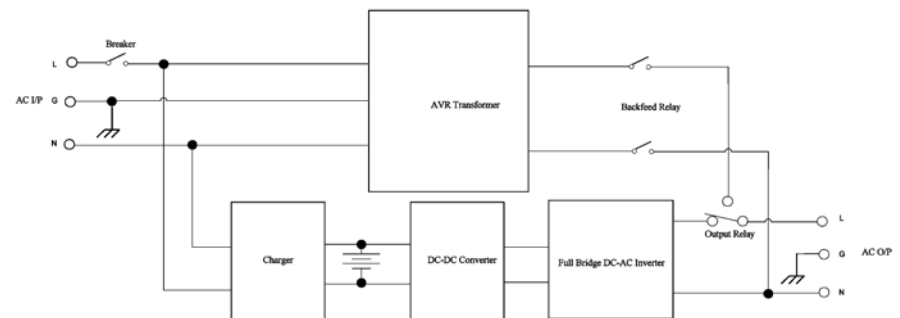 Breaker
L
AC I/P
G
AVR Transformer
Backfeed Relay
N
L
Output Relay
Charger
DC-DC Converter
Full Bridge DC-AC Inverter
G
AC O/P
N